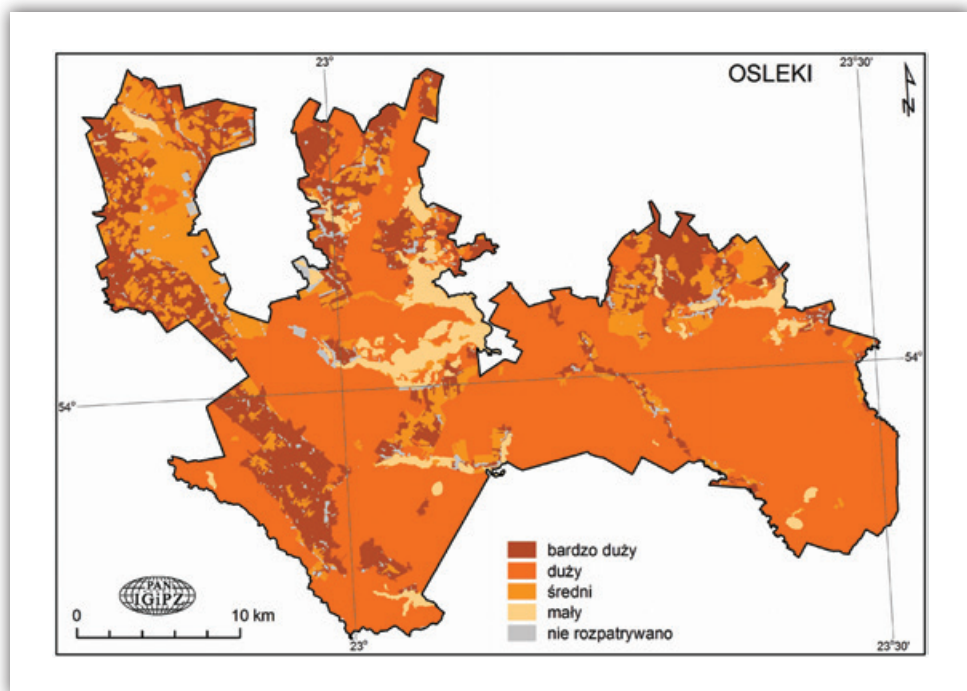 23°
23°30'
OSLEKI
N
54°
54°
bardzo duży
duży
średni
mały
nie rozpatrywano
PAN
IGiPZ
0 10 km
23°
23°30'